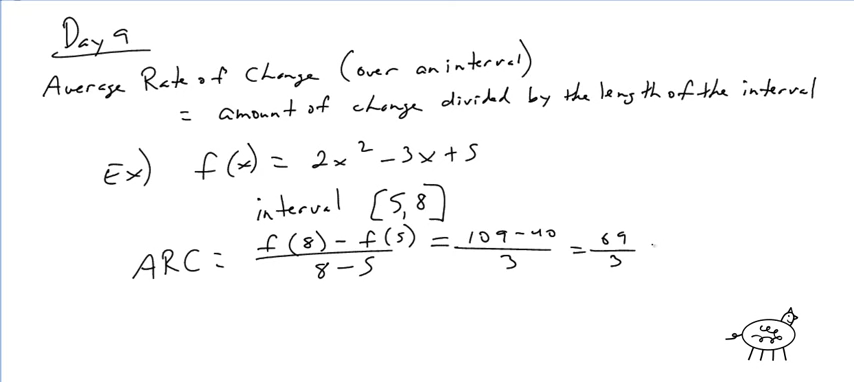 Day 9
Average Rate of Change (over an interval)
= amount of change divided by the length of the interval
Ex) f(x) = 2x² - 3x + 5
interval [5, 8]
ARC = f(8) - f(5) / 8 - 5 = 109 - 40 / 3 = 69 / 3